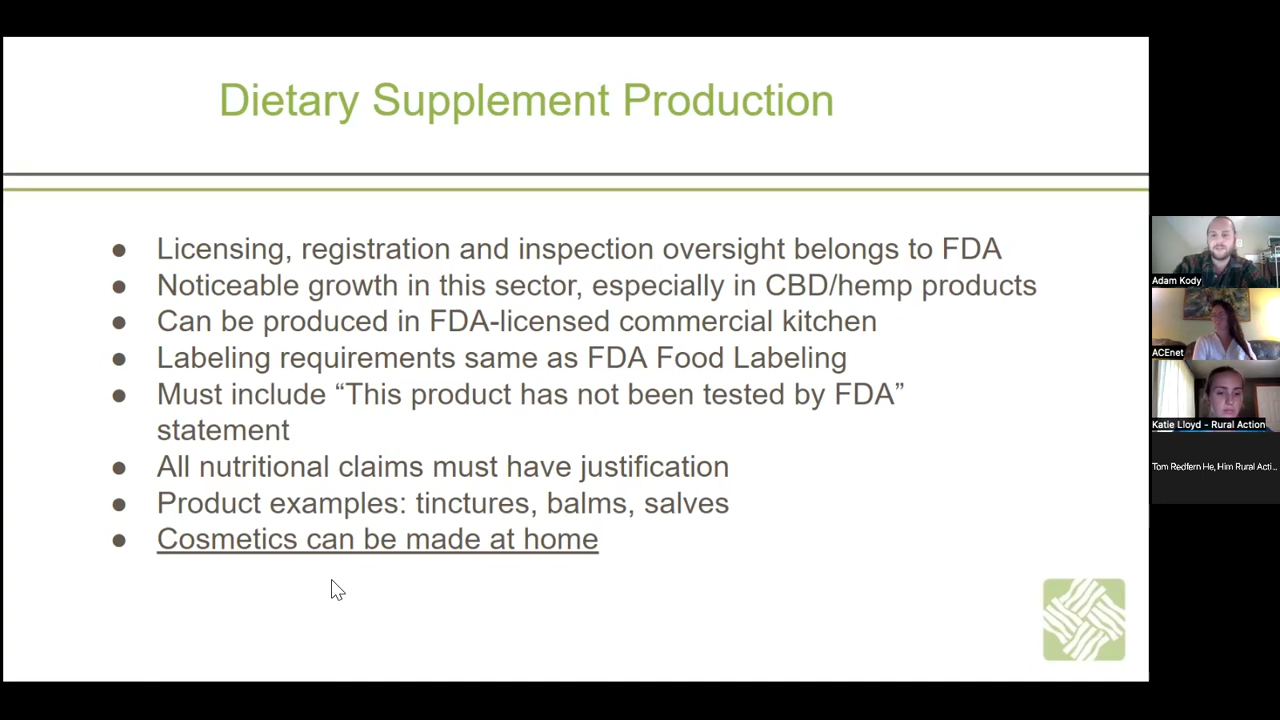 Dietary Supplement Production
● Licensing, registration and inspection oversight belongs to FDA
● Noticeable growth in this sector, especially in CBD/hemp products
● Can be produced in FDA-licensed commercial kitchen
● Labeling requirements same as FDA Food Labeling
● Must include “This product has not been tested by FDA”
statement
● All nutritional claims must have justification
● Product examples: tinctures, balms, salves
● Cosmetics can be made at home
Adam Kody
ACEnet
Katie Lloyd - Rural Action
Tom Redfern He, Him Rural Acti...